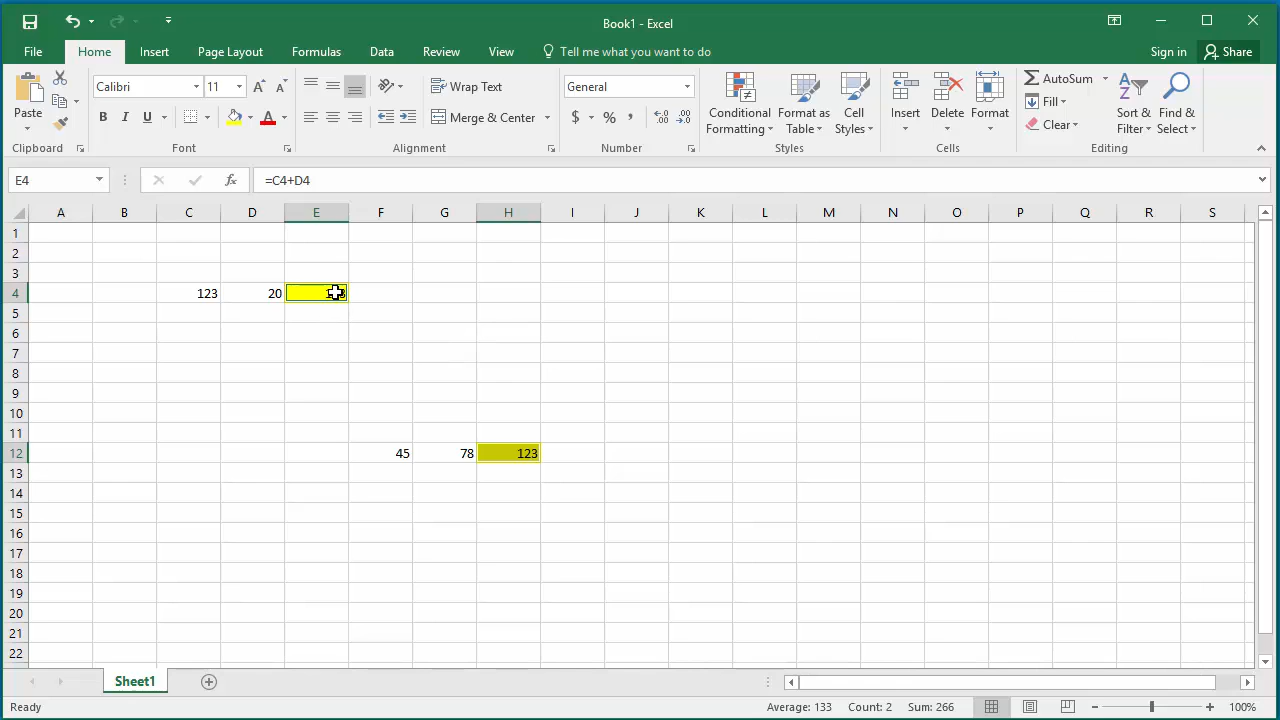 Book1 - Excel
File Home Insert Page Layout Formulas Data Review View Tell me what you want to do Sign in Share
Calibri 11 Wrap Text General AutoSum
Fill
Paste B I U Merge & Center $ % , Conditional Formatting Format as Table Cell Styles Insert Delete Format Clear Sort & Filter Find & Select
Clipboard Font Alignment Number Styles Cells Editing
E4 fx =C4+D4
A B C D E F G H I J K L M N O P Q R S
1
2
3
4 123 20
5
6
7
8
9
10
11
12 45 78 123
13
14
15
16
17
18
19
20
21
22
Sheet1
Ready Average: 133 Count: 2 Sum: 266 100%